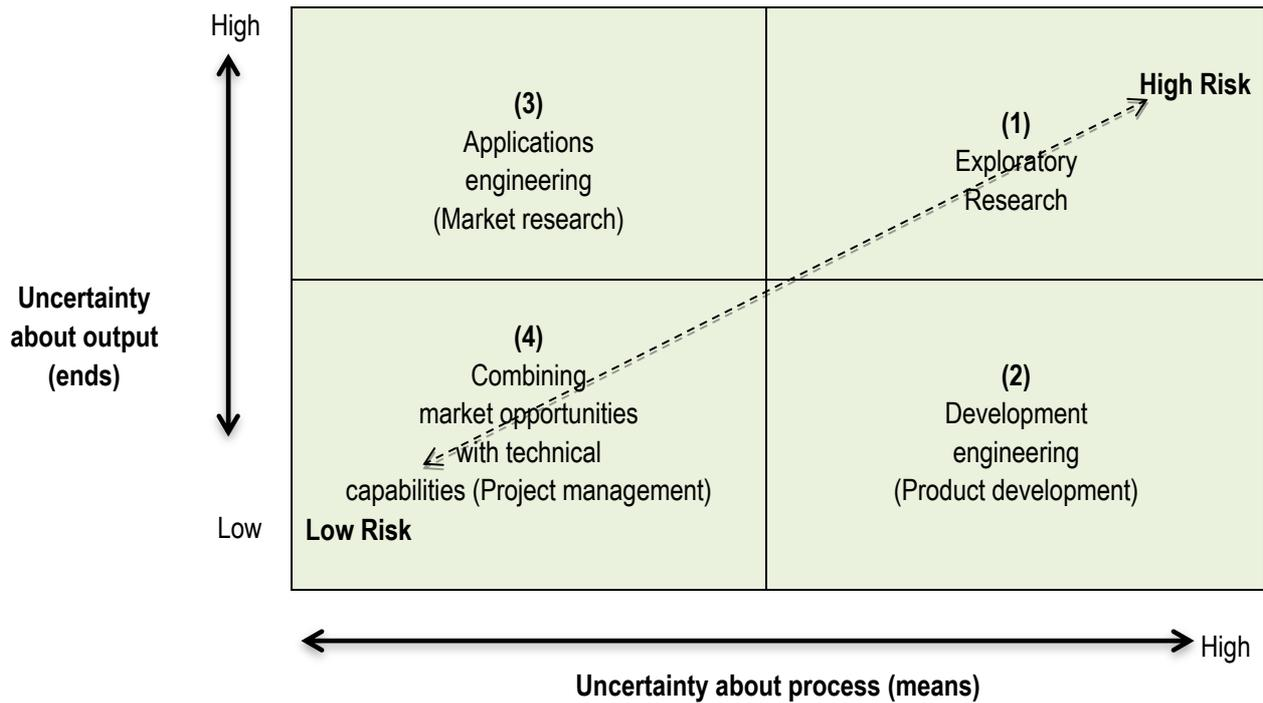 High
Uncertainty
about output
(ends)
Low
(3)
Applications
engineering
(Market research)
High Risk
(1)
Exploratory
Research
(4)
Combining
market opportunities
with technical
capabilities (Project management)
Low Risk
(2)
Development
engineering
(Product development)
High
Uncertainty about process (means)